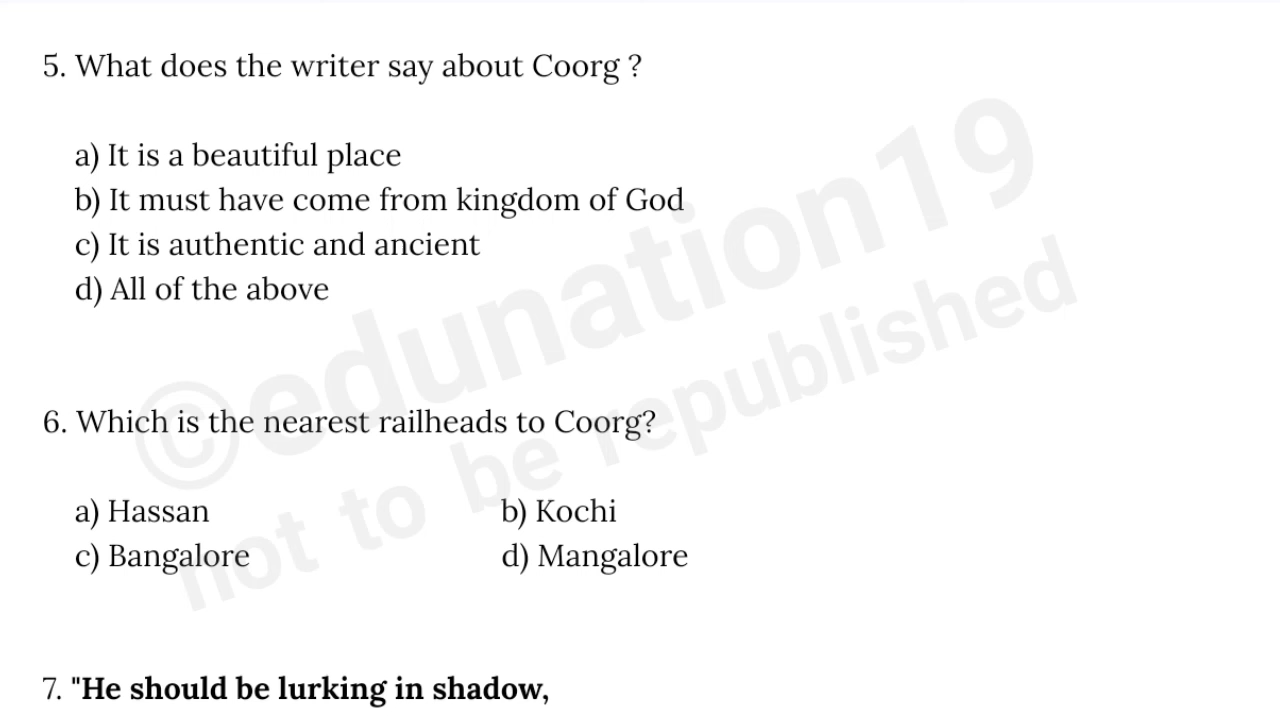 5. What does the writer say about Coorg ?
a) It is a beautiful place
b) It must have come from kingdom of God
c) It is authentic and ancient
d) All of the above
6. Which is the nearest railheads to Coorg?
a) Hassan b) Kochi
c) Bangalore d) Mangalore
7. "He should be lurking in shadow,
©edunation19
not to be republished